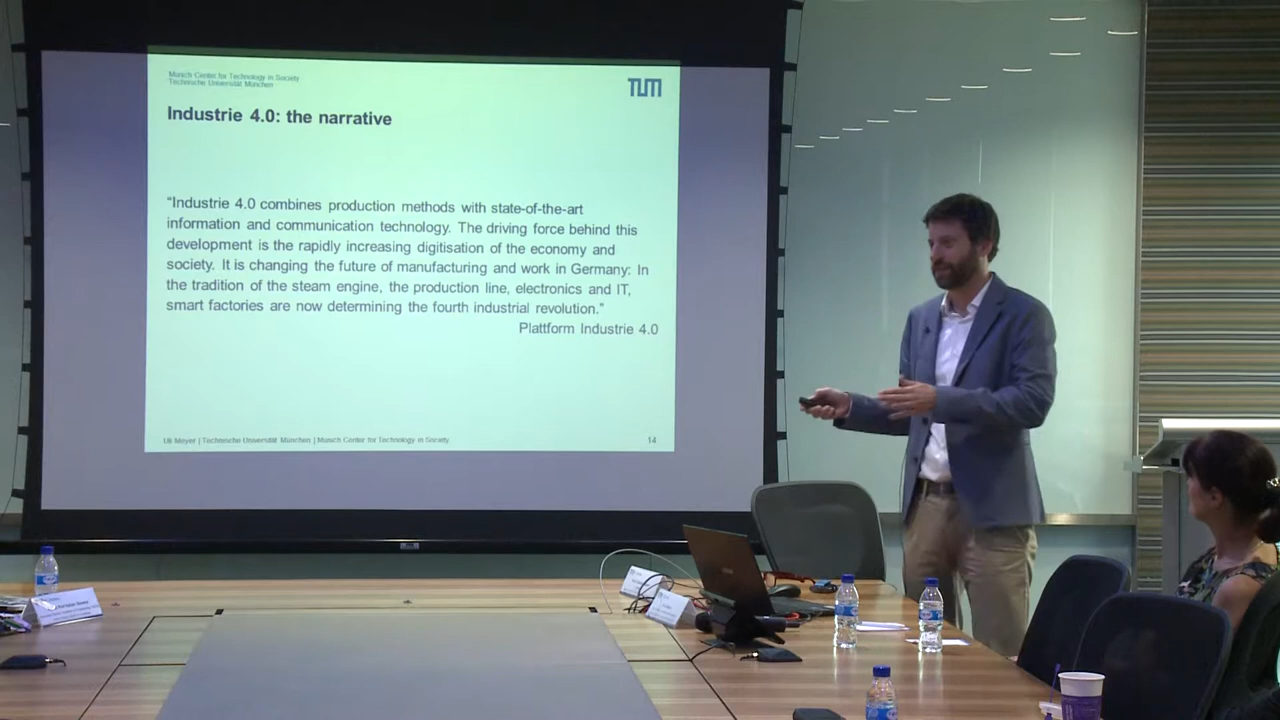 Munich Center for Technology in Society
Technische Universität München
TUM
Industrie 4.0: the narrative
“Industrie 4.0 combines production methods with state-of-the-art
information and communication technology. The driving force behind this
development is the rapidly increasing digitisation of the economy and
society. It is changing the future of manufacturing and work in Germany: In
the tradition of the steam engine, the production line, electronics and IT,
smart factories are now determining the fourth industrial revolution.”
Plattform Industrie 4.0
Uli Meyer | Technische Universität München | Munich Center for Technology in Society
14